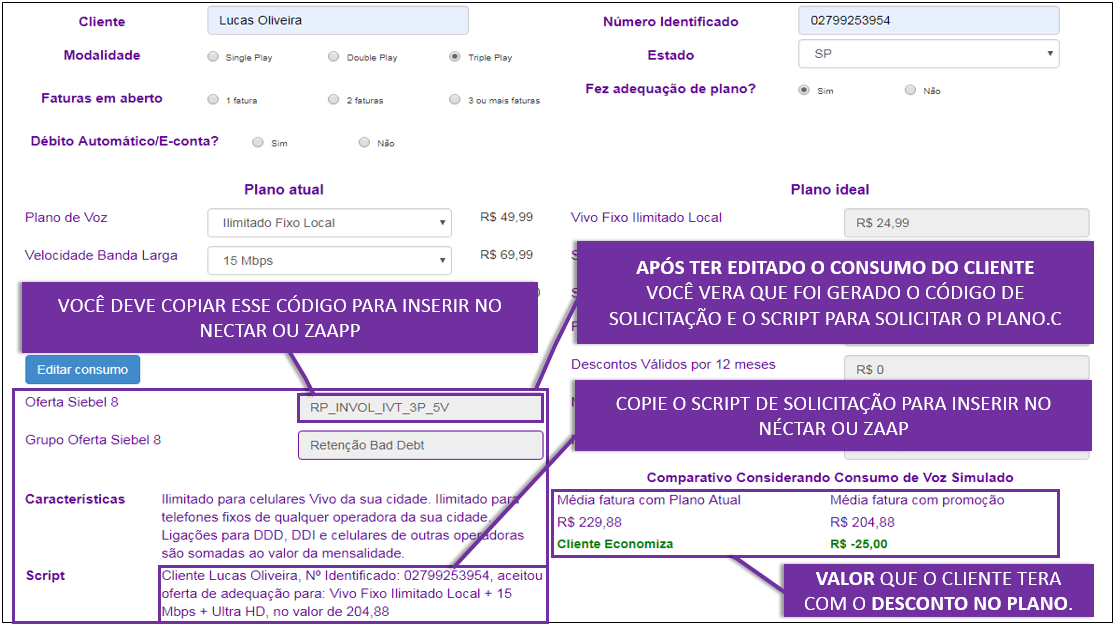 Cliente
Lucas Oliveira
Número Identificado
02799253954
Modalidade
Single Play
Double Play
Triple Play
Estado
SP
Faturas em aberto
1 fatura
2 faturas
3 ou mais faturas
Fez adequação de plano?
Sim
Não
Débito Automático/E-conta?
Sim
Não
Plano atual
Plano ideal
Plano de Voz
Ilimitado Fixo Local
R$ 49,99
Vivo Fixo Ilimitado Local
R$ 24,99
Velocidade Banda Larga
15 Mbps
R$ 69,99
APÓS TER EDITADO O CONSUMO DO CLIENTE
VOCÊ VERA QUE FOI GERADO O CÓDIGO DE
SOLICITAÇÃO E O SCRIPT PARA SOLICITAR O PLANO.C
VOCÊ DEVE COPIAR ESSE CÓDIGO PARA INSERIR NO
NECTAR OU ZAAPP
Editar consumo
Descontos Válidos por 12 meses
R$ 0
Oferta Siebel 8
RP_INVOL_IVT_3P_5V
COPIE O SCRIPT DE SOLICITAÇÃO PARA INSERIR NO
NÉCTAR OU ZAAP
Grupo Oferta Siebel 8
Retenção Bad Debt
Comparativo Considerando Consumo de Voz Simulado
Média fatura com Plano Atual
Média fatura com promoção
R$ 229,88
R$ 204,88
Cliente Economiza
R$ -25,00
Características
Ilimitado para celulares Vivo da sua cidade. Ilimitado para
telefones fixos de qualquer operadora da sua cidade.
Ligações para DDD, DDI e celulares de outras operadoras
são somadas ao valor da mensalidade.
Script
Cliente Lucas Oliveira, Nº Identificado: 02799253954, aceitou
oferta de adequação para: Vivo Fixo Ilimitado Local + 15
Mbps + Ultra HD, no valor de 204,88
VALOR QUE O CLIENTE TERA
COM O DESCONTO NO PLANO.